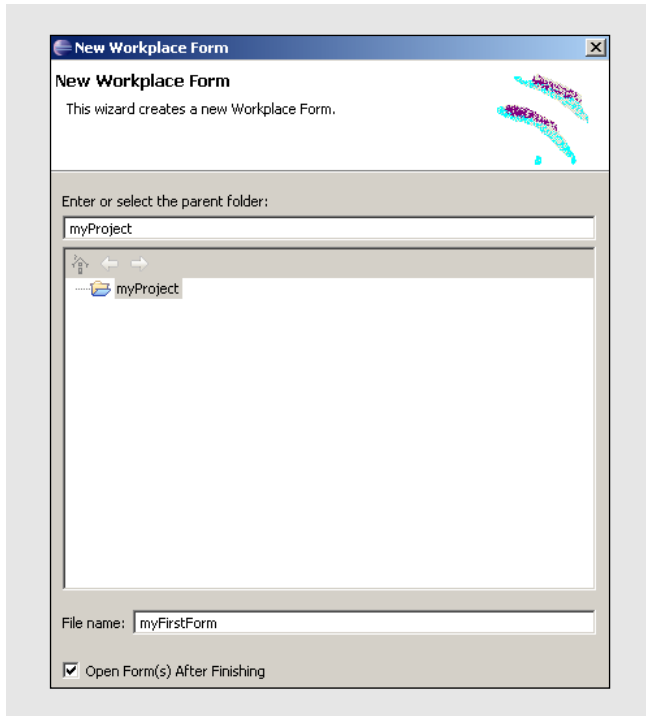 New Workplace Form
New Workplace Form
This wizard creates a new Workplace Form.
Enter or select the parent folder:
myProject
myProject
File name: myFirstForm
Open Form(s) After Finishing